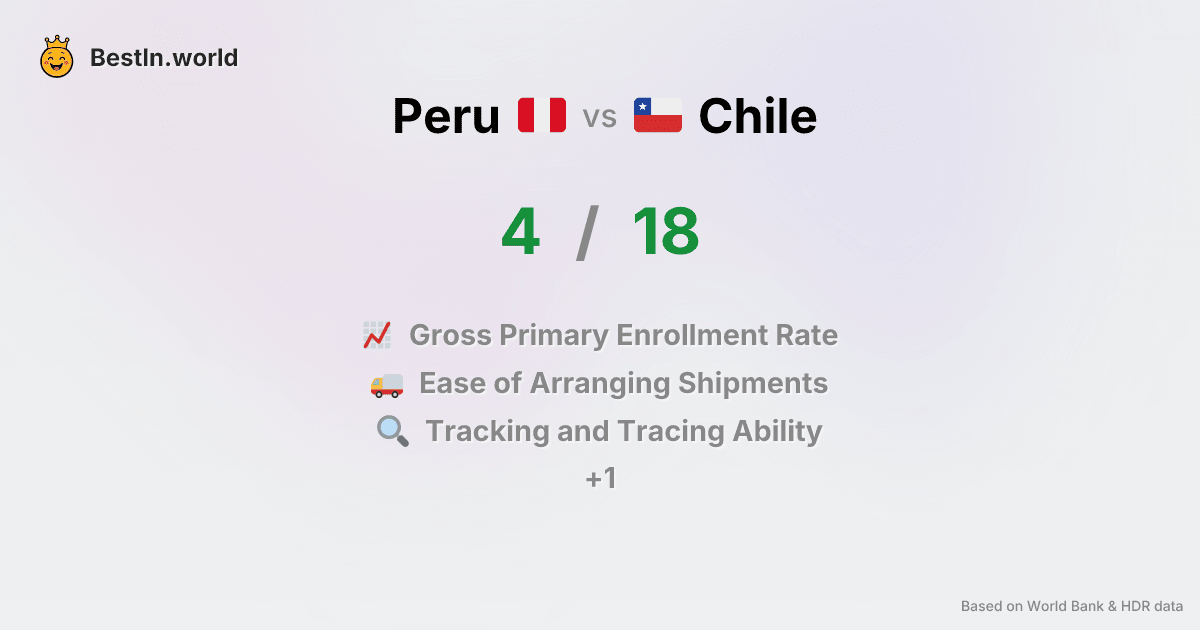 BestIn.world
Peru vs Chile
4 / 18
Gross Primary Enrollment Rate
Ease of Arranging Shipments
Tracking and Tracing Ability
+1
Based on World Bank & HDR data